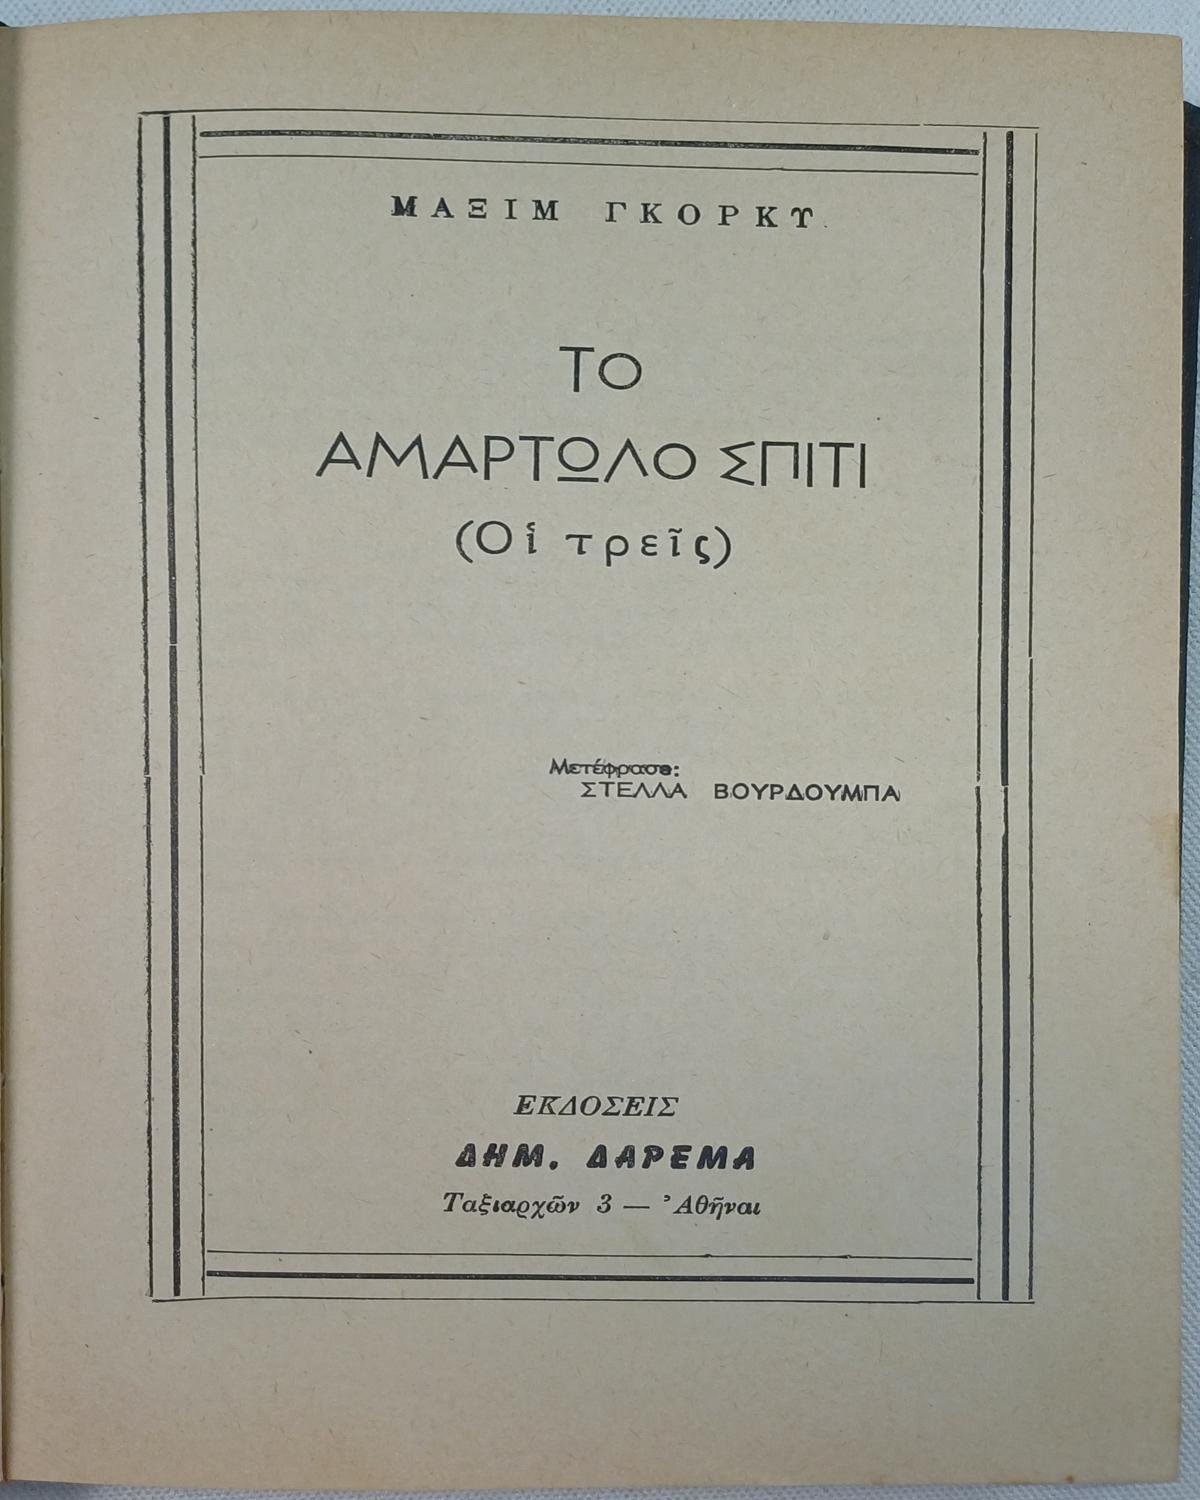 ΜΑΞΙΜ ΓΚΟΡΚΥ
ΤΟ
ΑΜΑΡΤΩΛΟ ΣΠΙΤΙ
(Οἱ τρεῖς)
Μετέφρασε:
ΣΤΕΛΛΑ ΒΟΥΡΔΟΥΜΠΑ
ΕΚΔΟΣΕΙΣ
ΔΗΜ. ΔΑΡΕΜΑ
Ταξιαρχῶν 3 — Ἀθῆναι